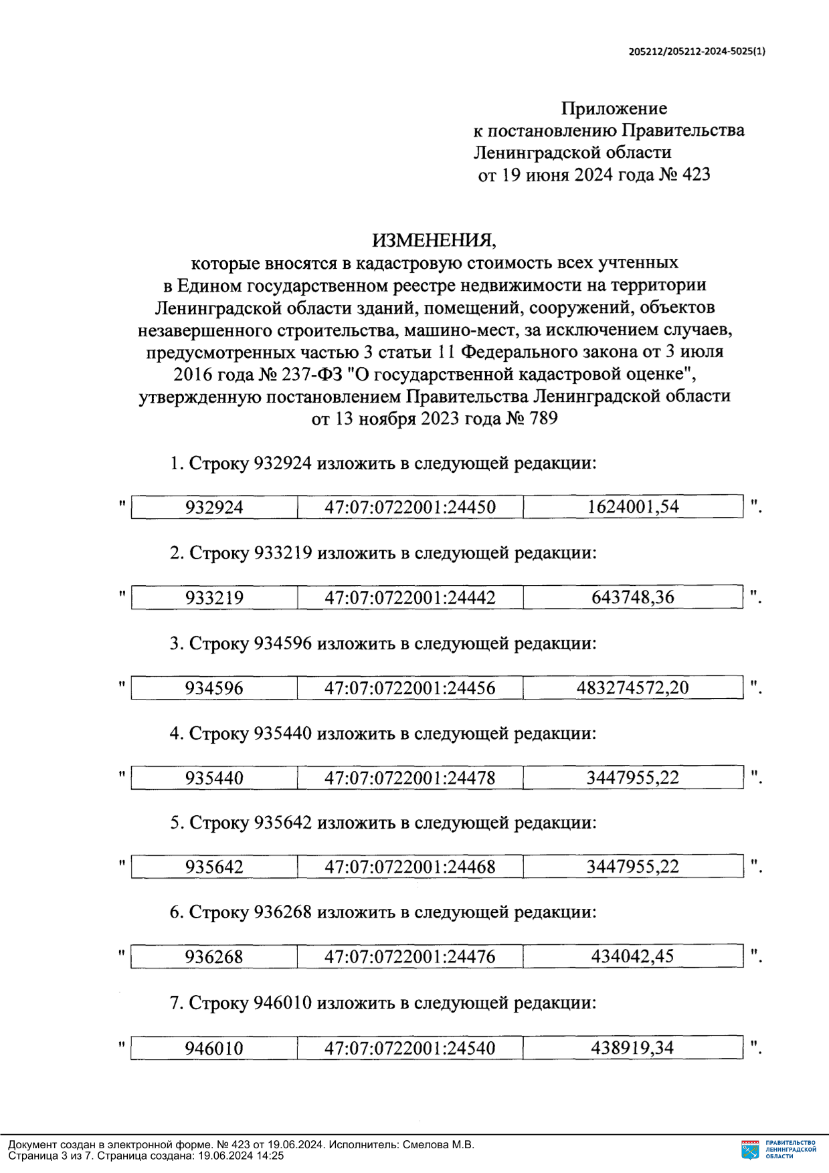 205212/205212-2024-5025(1)
Приложение
к постановлению Правительства
Ленинградской области
от 19 июня 2024 года № 423
ИЗМЕНЕНИЯ,
которые вносятся в кадастровую стоимость всех учтенных
в Едином государственном реестре недвижимости на территории
Ленинградской области зданий, помещений, сооружений, объектов
незавершенного строительства, машино-мест, за исключением случаев,
предусмотренных частью 3 статьи 11 Федерального закона от 3 июля
2016 года № 237-ФЗ "О государственной кадастровой оценке",
утвержденную постановлением Правительства Ленинградской области
от 13 ноября 2023 года № 789
1. Строку 932924 изложить в следующей редакции:
" 932924 47:07:0722001:24450 1624001,54 ".
2. Строку 933219 изложить в следующей редакции:
" 933219 47:07:0722001:24442 643748,36 ".
3. Строку 934596 изложить в следующей редакции:
" 934596 47:07:0722001:24456 483274572,20 ".
4. Строку 935440 изложить в следующей редакции:
" 935440 47:07:0722001:24478 3447955,22 ".
5. Строку 935642 изложить в следующей редакции:
" 935642 47:07:0722001:24468 3447955,22 ".
6. Строку 936268 изложить в следующей редакции:
" 936268 47:07:0722001:24476 434042,45 ".
7. Строку 946010 изложить в следующей редакции:
" 946010 47:07:0722001:24540 438919,34 ".
Документ создан в электронной форме. № 423 от 19.06.2024. Исполнитель: Смелова М.В.
Страница 3 из 7. Страница создана: 19.06.2024 14:25
ПРАВИТЕЛЬСТВО
ЛЕНИНГРАДСКОЙ
ОБЛАСТИ